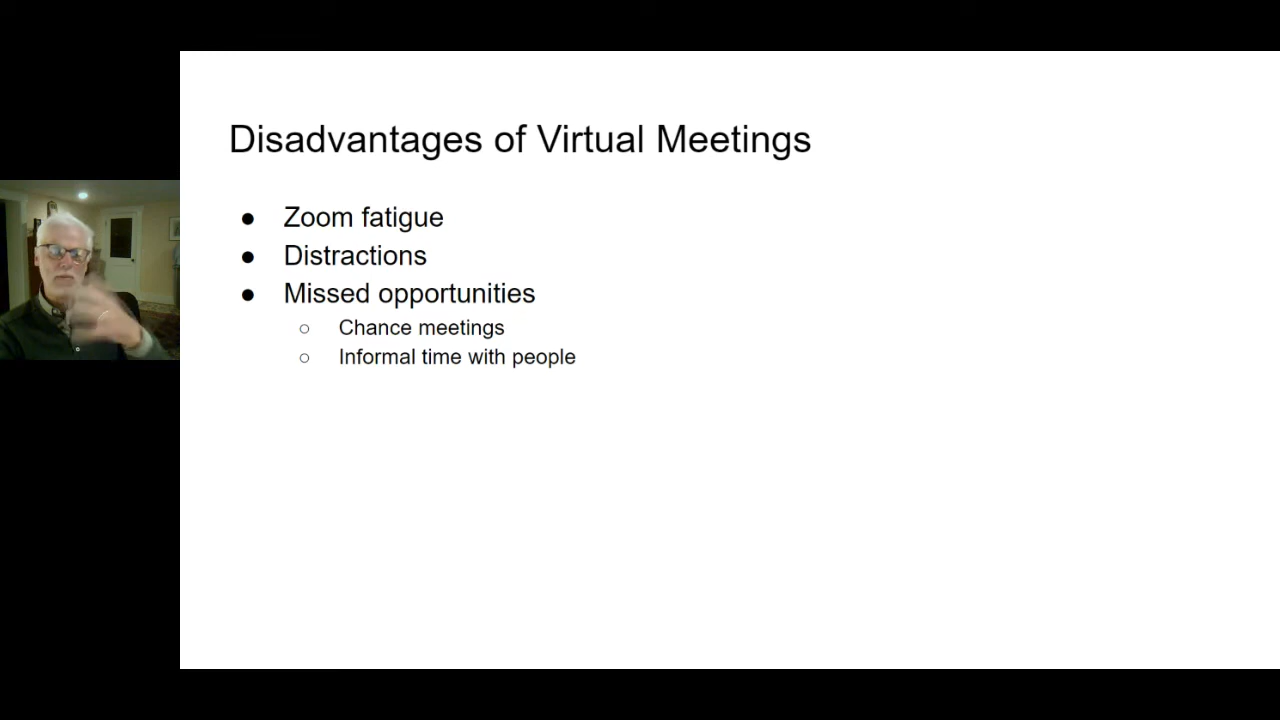 Disadvantages of Virtual Meetings
● Zoom fatigue
● Distractions
● Missed opportunities
○ Chance meetings
○ Informal time with people